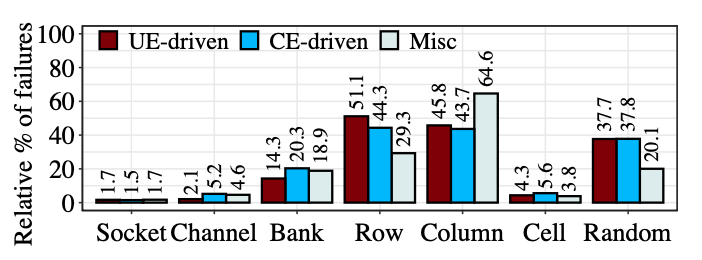 Relative % of failures
100
80
60
40
20
0
UE-driven CE-driven Misc
1.7 1.5 1.7 2.1 5.2 4.6 14.3 20.3 18.9 51.1 44.3 29.3 45.8 43.7 64.6 4.3 5.6 3.8 37.7 37.8 20.1
Socket Channel Bank Row Column Cell Random